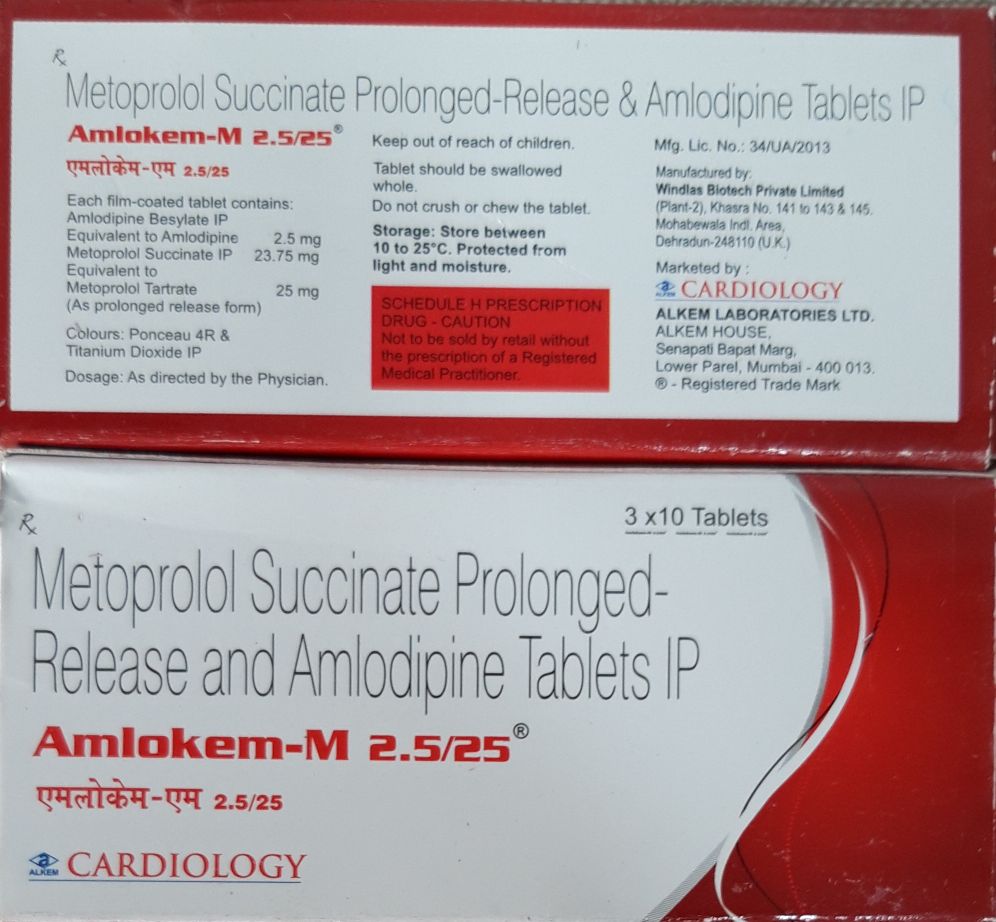 Rx
Metoprolol Succinate Prolonged-Release & Amlodipine Tablets IP
Amlokem-M 2.5/25®
एमलोकेम-एम 2.5/25
Each film-coated tablet contains:
Amlodipine Besylate IP
Equivalent to Amlodipine 2.5 mg
Metoprolol Succinate IP 23.75 mg
Equivalent to
Metoprolol Tartrate 25 mg
(As prolonged release form)
Colours: Ponceau 4R &
Titanium Dioxide IP
Dosage: As directed by the Physician.
Keep out of reach of children.
Tablet should be swallowed
whole.
Do not crush or chew the tablet.
Storage: Store between
10 to 25°C. Protected from
light and moisture.
SCHEDULE H PRESCRIPTION
DRUG - CAUTION
Not to be sold by retail without
the prescription of a Registered
Medical Practitioner.
Mfg. Lic. No.: 34/UA/2013
Manufactured by:
Windlas Biotech Private Limited
(Plant-2), Khasra No. 141 to 143 & 145.
Mohabewala Indl. Area,
Dehradun-248110 (U.K.)
Marketed by :
ALKEM CARDIOLOGY
ALKEM LABORATORIES LTD.
ALKEM HOUSE,
Senapati Bapat Marg,
Lower Parel, Mumbai - 400 013.
® - Registered Trade Mark
Rx
3 x10 Tablets
Metoprolol Succinate Prolonged-
Release and Amlodipine Tablets IP
Amlokem-M 2.5/25®
एमलोकेम-एम 2.5/25
ALKEM CARDIOLOGY